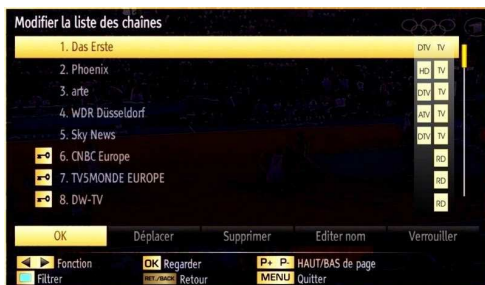 Modifier la liste des chaînes
1. Das Erste DTV TV
2. Phoenix HD TV
3. arte DTV TV
4. WDR Düsseldorf ATV TV
5. Sky News DTV TV
6. CNBC Europe RD
7. TV5MONDE EUROPE RD
8. DW-TV RD
OK Déplacer Supprimer Editer nom Verrouiller
Fonction OK Regarder P+ P- HAUT/BAS de page
Filtrer RET./BACK Retour MENU Quitter